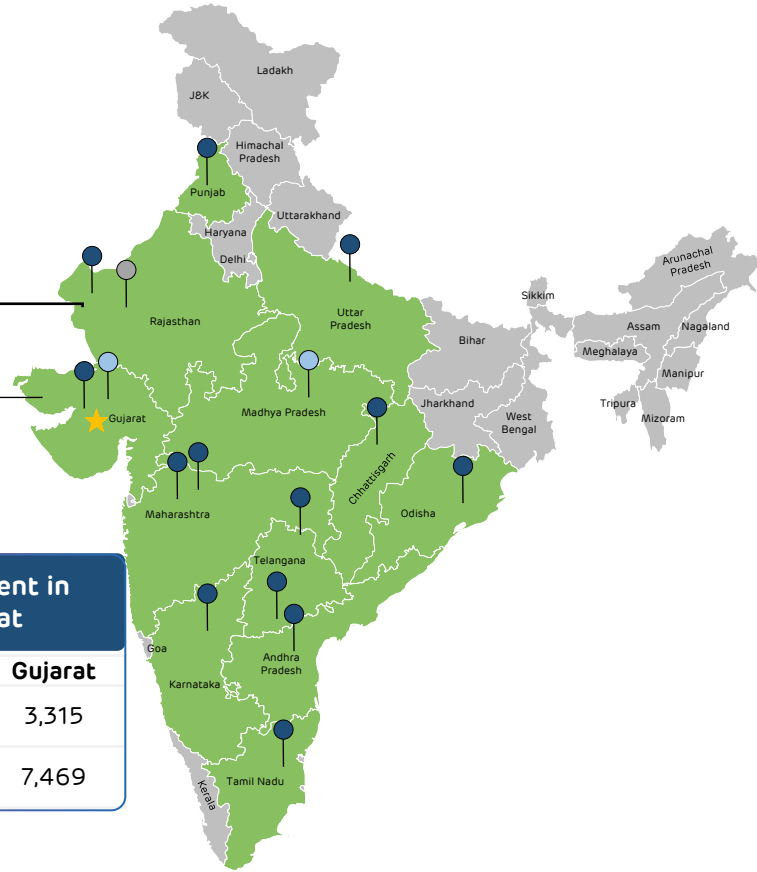 Ladakh
J&K
Himachal
Pradesh
Punjab
Uttarakhand
Haryana
Delhi
Arunachal
Pradesh
Sikkim
Rajasthan
Uttar
Pradesh
Assam
Nagaland
Bihar
Meghalaya
Manipur
Jharkhand
Tripura
Mizoram
West
Bengal
Gujarat
Madhya Pradesh
Chhattisgarh
Maharashtra
Odisha
Telangana
ent in
at
Goa
Andhra
Pradesh
Gujarat
Karnataka
3,315
7,469
Tamil Nadu
Kerala